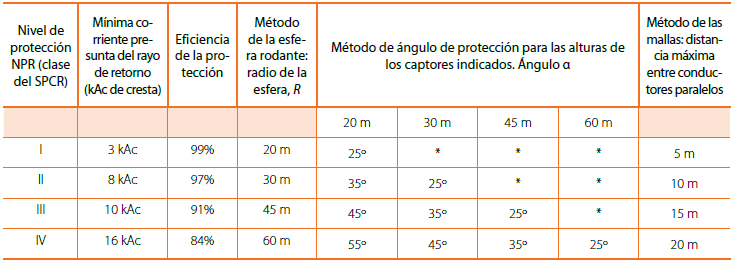 Nivel de
protección
NPR (clase
del SPCR)
Mínima co-
rriente pre-
sunta del rayo
de retorno
(kAc de cresta)
Eficiencia
de la pro-
tección
Método
de la esfe-
ra rodante:
radio de la
esfera, R
Método de ángulo de protección para las alturas de
los captores indicados. Ángulo α
Método de las
mallas: distan-
cia máxima
entre conduc-
tores paralelos
20 m 30 m 45 m 60 m
I 3 kAc 99% 20 m 25º * * * 5 m
II 8 kAc 97% 30 m 35º 25º * * 10 m
III 10 kAc 91% 45 m 45º 35º 25º * 15 m
IV 16 kAc 84% 60 m 55º 45º 35º 25º 20 m